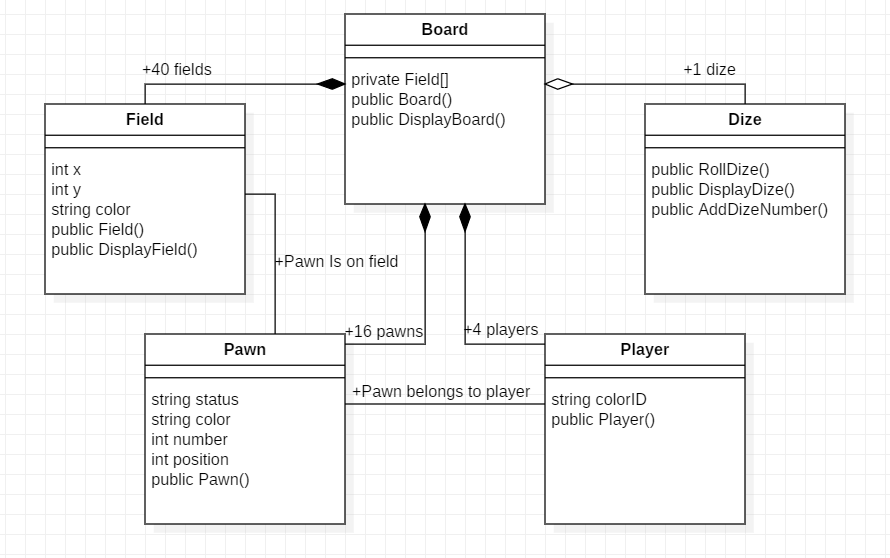 Board
private Field[]
public Board()
public DisplayBoard()
+40 fields
+1 dize
Field
int x
int y
string color
public Field()
public DisplayField()
Dize
public RollDize()
public DisplayDize()
public AddDizeNumber()
+Pawn Is on field
+16 pawns
+4 players
Pawn
string status
string color
int number
int position
public Pawn()
+Pawn belongs to player
Player
string colorID
public Player()